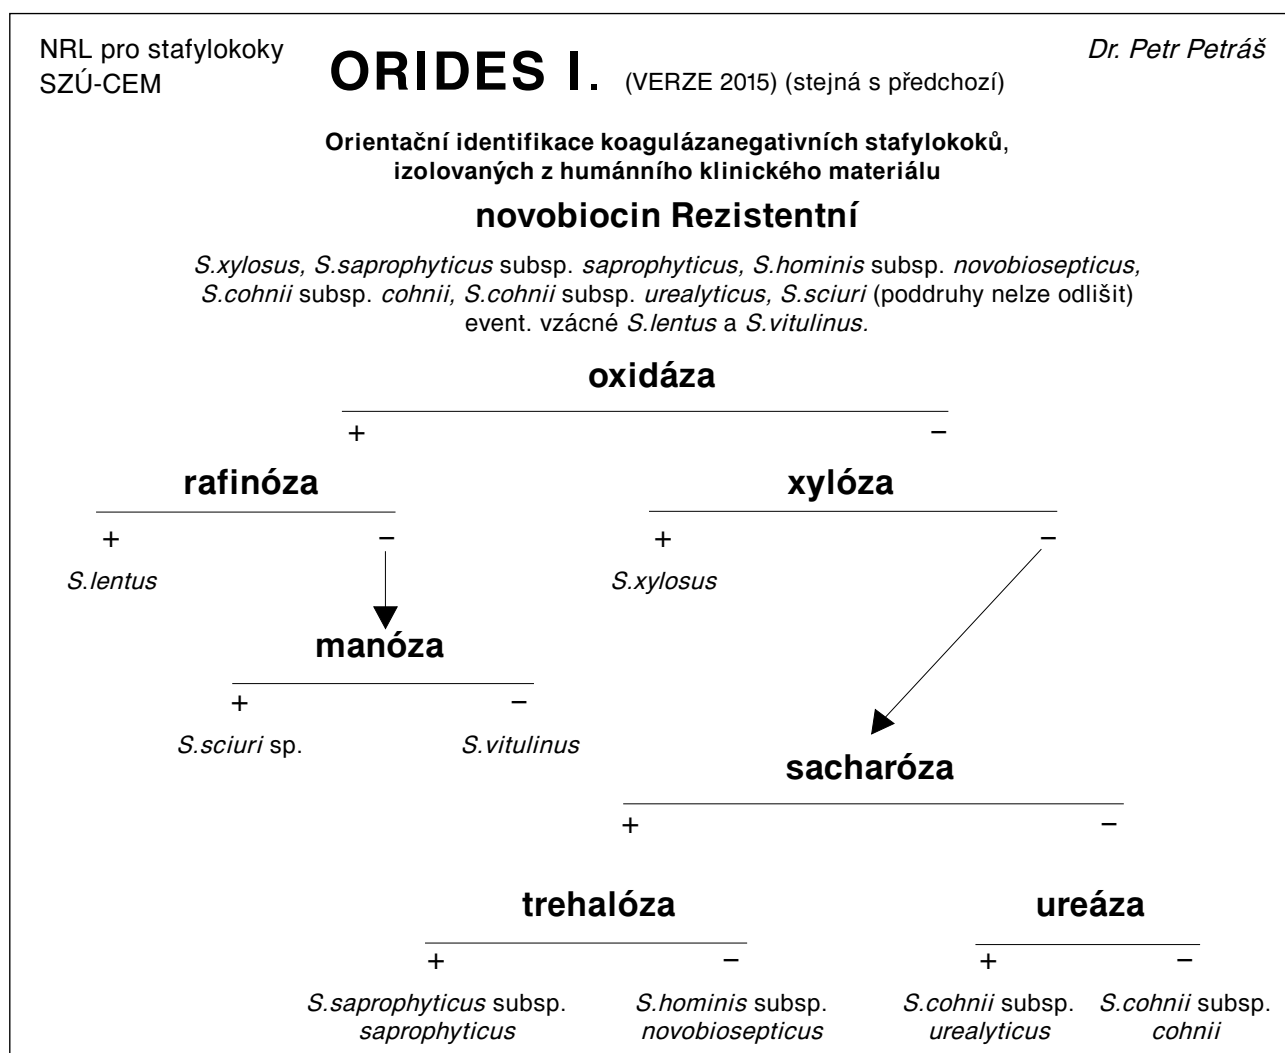 NRL pro stafylokoky
SZÚ-CEM
ORIDES I. (VERZE 2015) (stejná s předchozí)
Dr. Petr Petráš
Orientační identifikace koagulázanegativních stafylokoků,
izolovaných z humánního klinického materiálu
novobiocin Rezistentní
S.xylosus, S.saprophyticus subsp. saprophyticus, S.hominis subsp. novobiosepticus,
S.cohnii subsp. cohnii, S.cohnii subsp. urealyticus, S.sciuri (poddruhy nelze odlišit)
event. vzácné S.lentus a S.vitulinus.
oxidáza
+ −
rafinóza xylóza
+ − + −
S.lentus S.xylosus
manóza
+ −
S.sciuri sp. S.vitulinus
sacharóza
+ −
trehalóza ureáza
+ − + −
S.saprophyticus subsp. S.hominis subsp. S.cohnii subsp. S.cohnii subsp.
saprophyticus novobiosepticus urealyticus cohnii